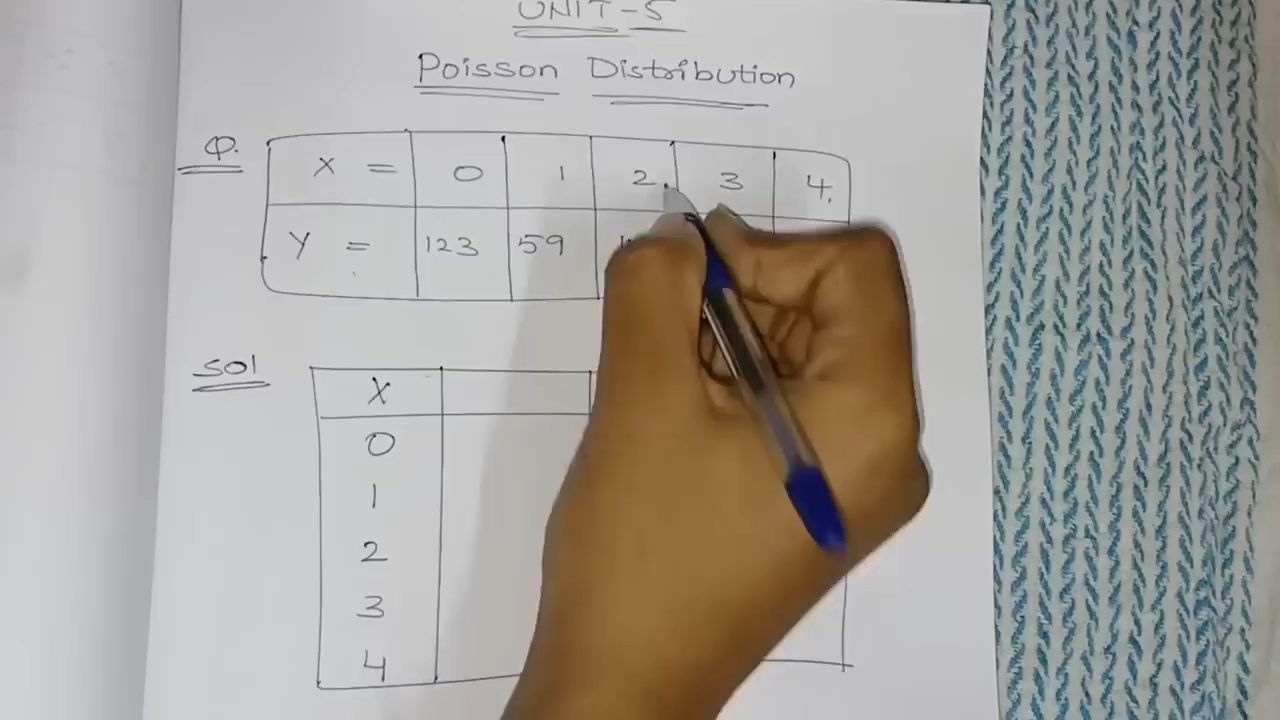 UNIT-5
Poisson Distribution
Q. X = 0 1 2 3 4
Y = 123 59
Sol X
0
1
2
3
4